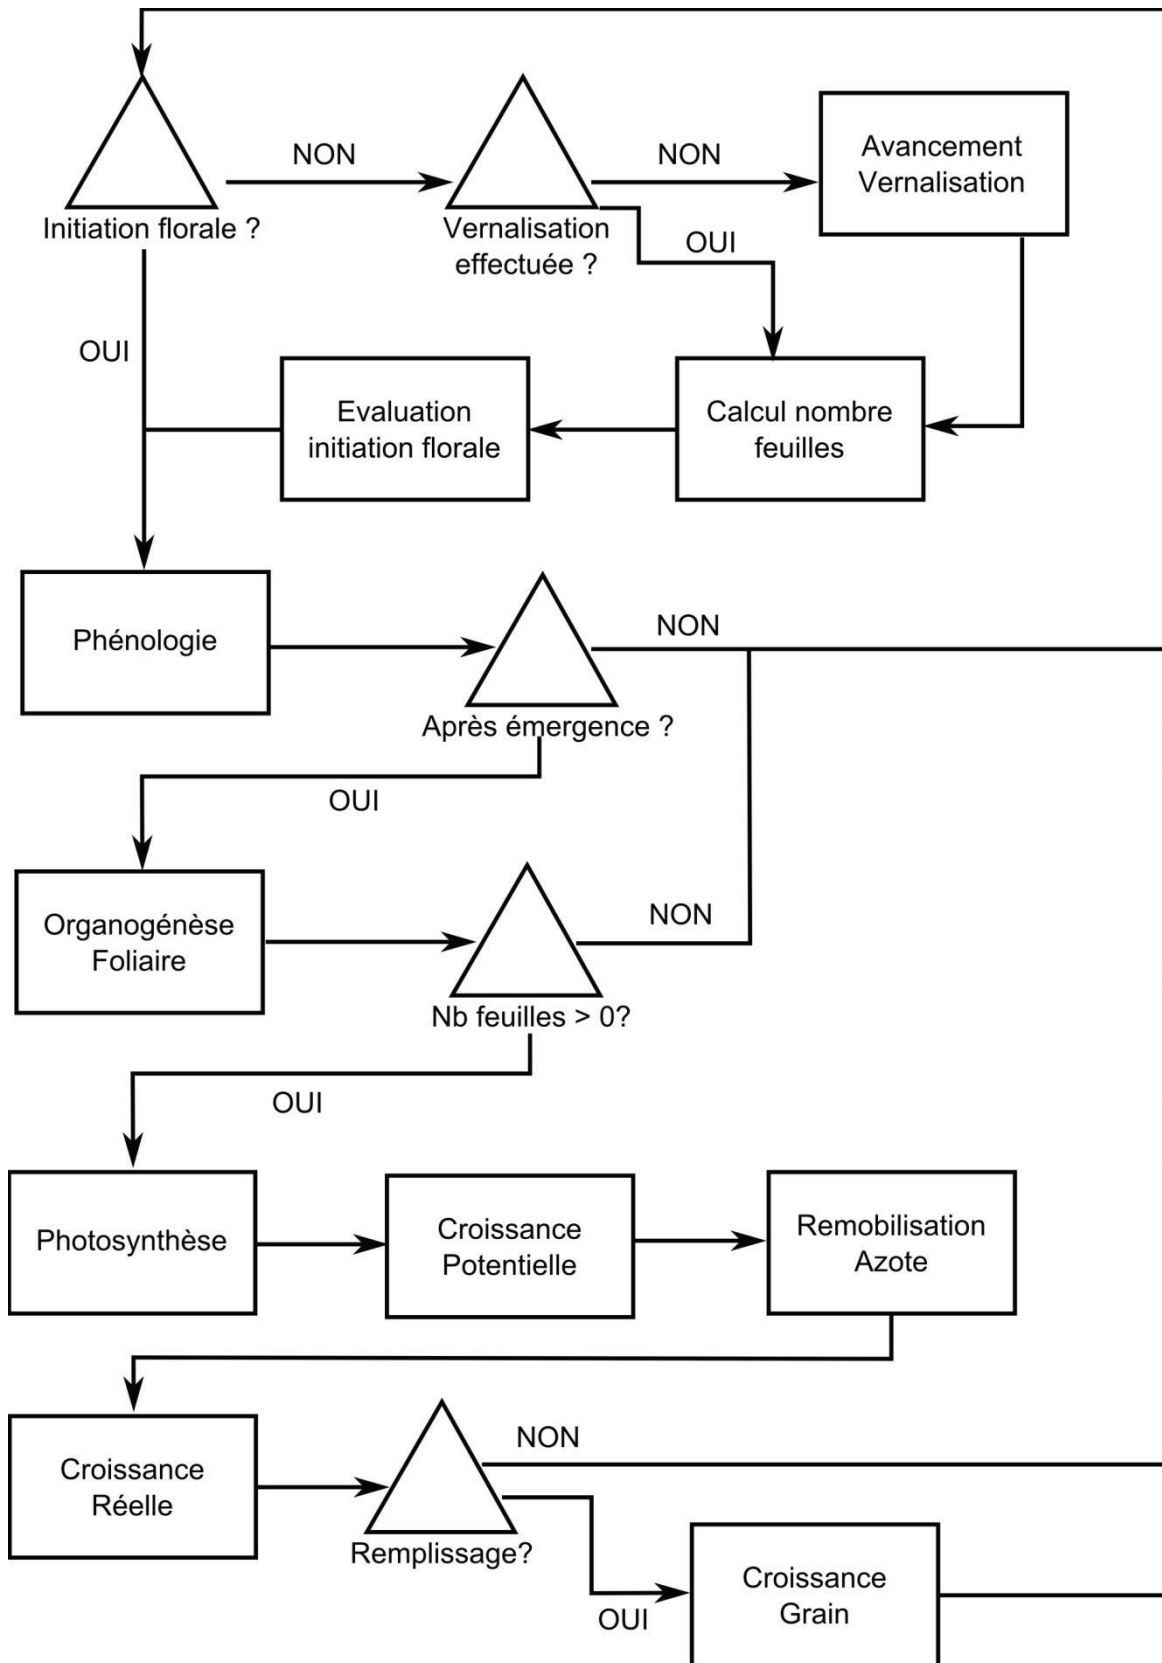 NON
NON
Avancement
Vernalisation
Initiation florale ?
Vernalisation
effectuée ?
OUI
OUI
Evaluation
initiation florale
Calcul nombre
feuilles
Phénologie
NON
Après émergence ?
OUI
Organogénèse
Foliaire
NON
Nb feuilles > 0?
OUI
Photosynthèse
Croissance
Potentielle
Remobilisation
Azote
Croissance
Réelle
NON
Remplissage?
OUI
Croissance
Grain